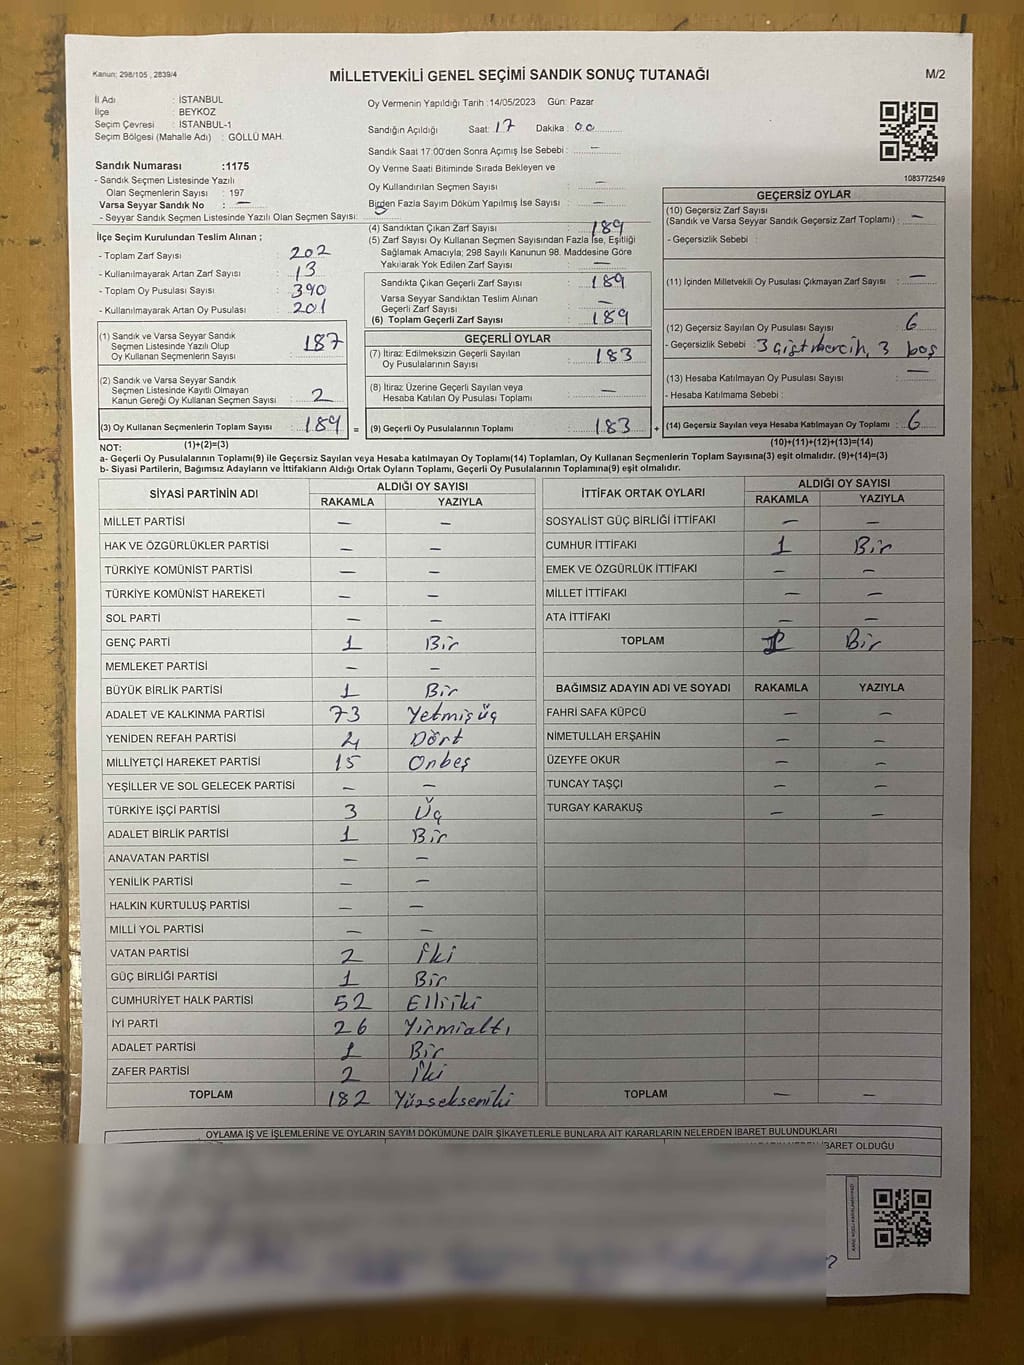 Kanun: 298/105 , 2839/4
MİLLETVEKİLİ GENEL SEÇİMİ SANDIK SONUÇ TUTANAĞI
M/2
İl Adı : İSTANBUL
İlçe : BEYKOZ
Seçim Çevresi : İSTANBUL-1
Seçim Bölgesi (Mahalle Adı) : GÖLLÜ MAH.
Sandık Numarası :1175
- Sandık Seçmen Listesinde Yazılı
Olan Seçmenlerin Sayısı : 197
Varsa Seyyar Sandık No : —
- Seyyar Sandık Seçmen Listesinde Yazılı Olan Seçmen Sayısı:
Oy Vermenin Yapıldığı Tarih :14/05/2023 Gün: Pazar
Sandığın Açıldığı Saat: 17 Dakika : 00
Sandık Saat 17:00'den Sonra Açımış İse Sebebi : —
Oy Verme Saati Bitiminde Sırada Bekleyen ve
Oy Kullandırılan Seçmen Sayısı : —
Birden Fazla Sayım Döküm Yapılmış İse Sayısı : —
1083772549
İlçe Seçim Kurulundan Teslim Alınan ;
- Toplam Zarf Sayısı : 202
- Kullanılmayarak Artan Zarf Sayısı : 13
- Toplam Oy Pusulası Sayısı : 390
- Kullanılmayarak Artan Oy Pusulası : 201
(1) Sandık ve Varsa Seyyar Sandık
Seçmen Listesinde Yazılı Olup
Oy Kullanan Seçmenlerin Sayısı : 187
(2) Sandık ve Varsa Seyyar Sandık
Seçmen Listesinde Kayıtlı Olmayan
Kanun Gereği Oy Kullanan Seçmen Sayısı : 2
(3) Oy Kullanan Seçmenlerin Toplam Sayısı : 189 =
(1)+(2)=(3)
(4) Sandıktan Çıkan Zarf Sayısı : 189
(5) Zarf Sayısı Oy Kullanan Seçmen Sayısından Fazla İse, Eşitliği
Sağlamak Amacıyla; 298 Sayılı Kanunun 98. Maddesine Göre
Yakılarak Yok Edilen Zarf Sayısı : —
Sandıkta Çıkan Geçerli Zarf Sayısı : 189
Varsa Seyyar Sandıktan Teslim Alınan
Geçerli Zarf Sayısı : —
(6) Toplam Geçerli Zarf Sayısı : 189
GEÇERLİ OYLAR
(7) İtiraz Edilmeksizin Geçerli Sayılan
Oy Pusulalarının Sayısı : 183
(8) İtiraz Üzerine Geçerli Sayılan veya
Hesaba Katılan Oy Pusulası Toplamı : —
(9) Geçerli Oy Pusulalarının Toplamı : 183 +
GEÇERSİZ OYLAR
(10) Geçersiz Zarf Sayısı
(Sandık ve Varsa Seyyar Sandık Geçersiz Zarf Toplamı) : —
- Geçersizlik Sebebi :
(11) İçinden Milletvekili Oy Pusulası Çıkmayan Zarf Sayısı : —
(12) Geçersiz Sayılan Oy Pusulası Sayısı : 6
- Geçersizlik Sebebi : 3 çift mercih, 3 boş
(13) Hesaba Katılmayan Oy Pusulası Sayısı : —
- Hesaba Katılmama Sebebi :
(14) Geçersiz Sayılan veya Hesaba Katılmayan Oy Toplamı : 6
(10)+(11)+(12)+(13)=(14)
NOT:
a- Geçerli Oy Pusulalarının Toplamı(9) ile Geçersiz Sayılan veya Hesaba katılmayan Oy Toplamı(14) Toplamları, Oy Kullanan Seçmenlerin Toplam Sayısına(3) eşit olmalıdır. (9)+(14)=(3)
b- Siyasi Partilerin, Bağımsız Adayların ve İttifakların Aldığı Ortak Oyların Toplamı, Geçerli Oy Pusulalarının Toplamına(9) eşit olmalıdır.
SİYASİ PARTİNİN ADI ALDIĞI OY SAYISI
RAKAMLA YAZIYLA
MİLLET PARTİSİ — —
HAK VE ÖZGÜRLÜKLER PARTİSİ — —
TÜRKİYE KOMÜNİST PARTİSİ — —
TÜRKİYE KOMÜNİST HAREKETİ — —
SOL PARTİ — —
GENÇ PARTİ 1 Bir
MEMLEKET PARTİSİ — —
BÜYÜK BİRLİK PARTİSİ 1 Bir
ADALET VE KALKINMA PARTİSİ 73 Yetmişüç
YENİDEN REFAH PARTİSİ 4 Dört
MİLLİYETÇİ HAREKET PARTİSİ 15 Onbeş
YEŞİLLER VE SOL GELECEK PARTİSİ — —
TÜRKİYE İŞÇİ PARTİSİ 3 Üç
ADALET BİRLİK PARTİSİ 1 Bir
ANAVATAN PARTİSİ — —
YENİLİK PARTİSİ — —
HALKIN KURTULUŞ PARTİSİ — —
MİLLİ YOL PARTİSİ — —
VATAN PARTİSİ 2 İki
GÜÇ BİRLİĞİ PARTİSİ 1 Bir
CUMHURİYET HALK PARTİSİ 52 Elliiki
İYİ PARTİ 26 Yirmialtı
ADALET PARTİSİ 1 Bir
ZAFER PARTİSİ 2 İki
TOPLAM 182 Yüzsekseniki
İTTİFAK ORTAK OYLARI ALDIĞI OY SAYISI
RAKAMLA YAZIYLA
SOSYALİST GÜÇ BİRLİĞİ İTTİFAKI — —
CUMHUR İTTİFAKI 1 Bir
EMEK VE ÖZGÜRLÜK İTTİFAKI — —
MİLLET İTTİFAKI — —
ATA İTTİFAKI — —
TOPLAM 1 Bir
BAĞIMSIZ ADAYIN ADI VE SOYADI RAKAMLA YAZIYLA
FAHRİ SAFA KÜPCÜ — —
NİMETULLAH ERŞAHİN — —
ÜZEYFE OKUR — —
TUNCAY TAŞÇI — —
TURGAY KARAKUŞ — —
TOPLAM — —
OYLAMA İŞ VE İŞLEMLERİNE VE OYLARIN SAYIM DÖKÜMÜNE DAİR ŞİKAYETLERLE BUNLARA AİT KARARLARIN NELERDEN İBARET BULUNDUKLARI
İBARET OLDUĞU